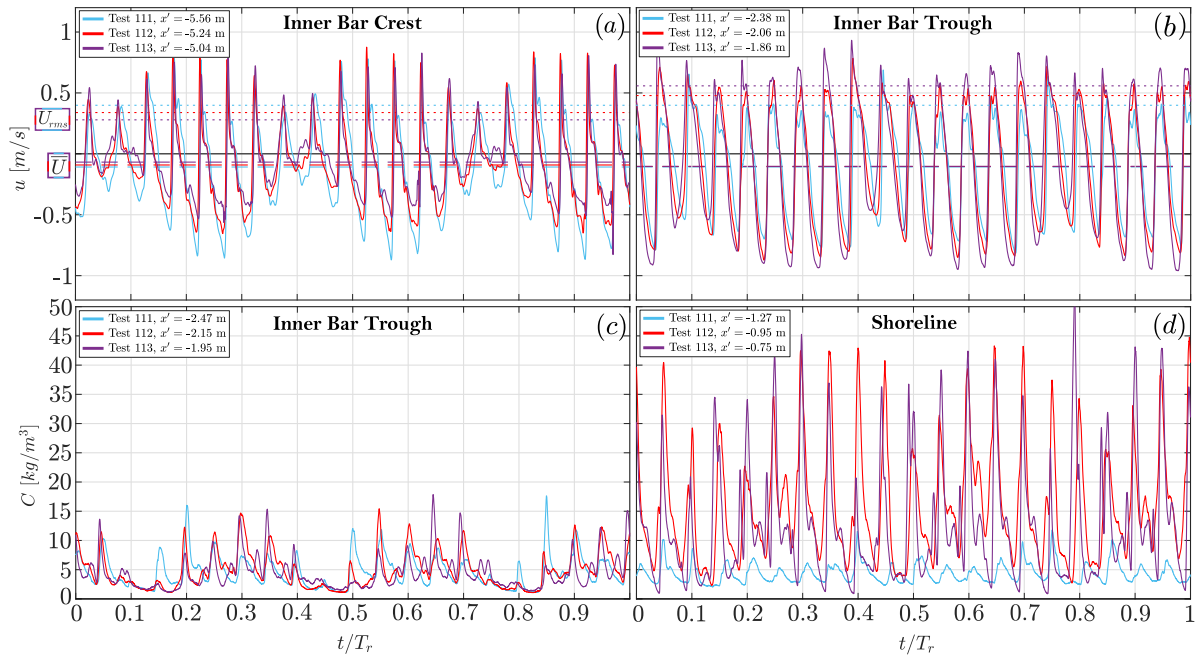 Test 111, x′ = -5.56 m
Test 112, x′ = -5.24 m
Test 113, x′ = -5.04 m
Inner Bar Crest
(a)
1
0.5
0
-0.5
-1
U_rms
U
u [m/s]
Test 111, x′ = -2.38 m
Test 112, x′ = -2.06 m
Test 113, x′ = -1.86 m
Inner Bar Trough
(b)
Test 111, x′ = -2.47 m
Test 112, x′ = -2.15 m
Test 113, x′ = -1.95 m
Inner Bar Trough
(c)
50
45
40
35
30
25
20
15
10
5
0
C [kg/m³]
0 0.1 0.2 0.3 0.4 0.5 0.6 0.7 0.8 0.9
t/T_r
Test 111, x′ = -1.27 m
Test 112, x′ = -0.95 m
Test 113, x′ = -0.75 m
Shoreline
(d)
0 0.1 0.2 0.3 0.4 0.5 0.6 0.7 0.8 0.9 1
t/T_r